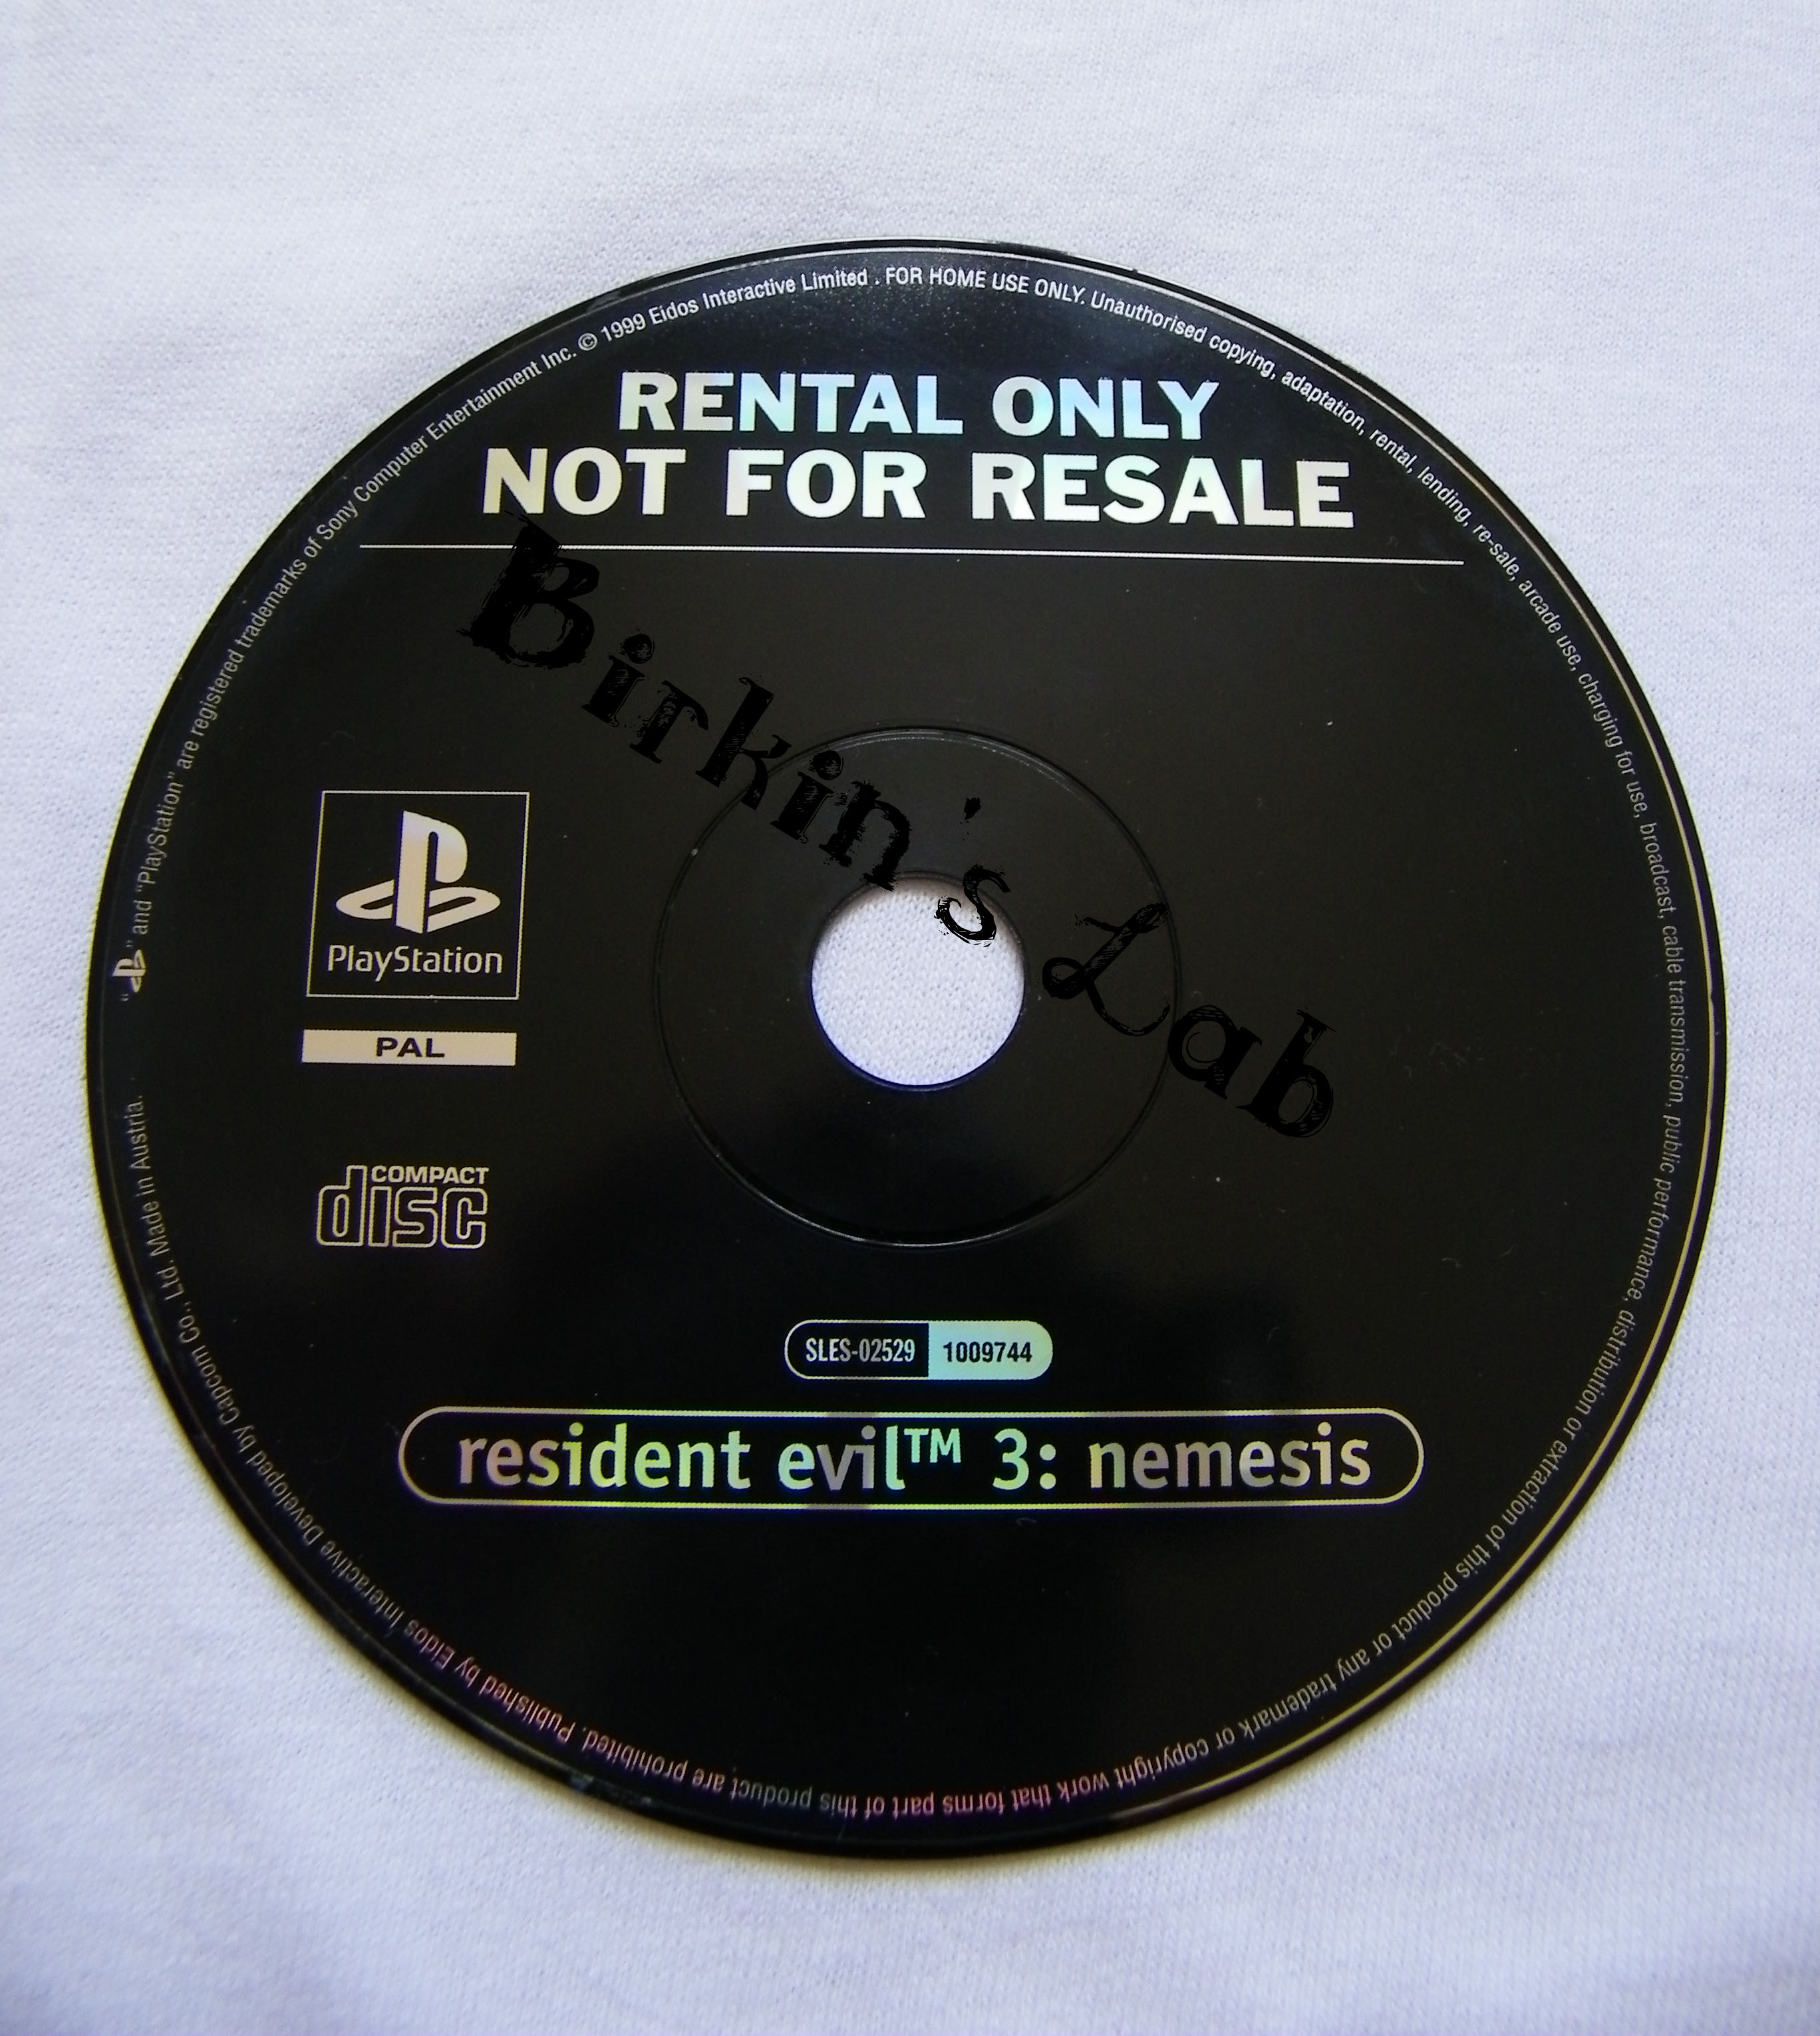 "PS" and "PlayStation" are registered trademarks of Sony Computer Entertainment Inc. © 1999 Eidos Interactive Limited . FOR HOME USE ONLY. Unauthorised copying, adaptation, rental, lending, re-sale, arcade use, charging for use, broadcast, cable transmission, public performance, distribution or extraction of this product or any trademark or copyright work that forms part of this product are prohibited. Published by Eidos Interactive Developed by Capcom Co., Ltd. Made in Austria.
RENTAL ONLY
NOT FOR RESALE
Birkin's Lab
PlayStation
PAL
COMPACT
disc
SLES-02529 1009744
resident evil™ 3: nemesis